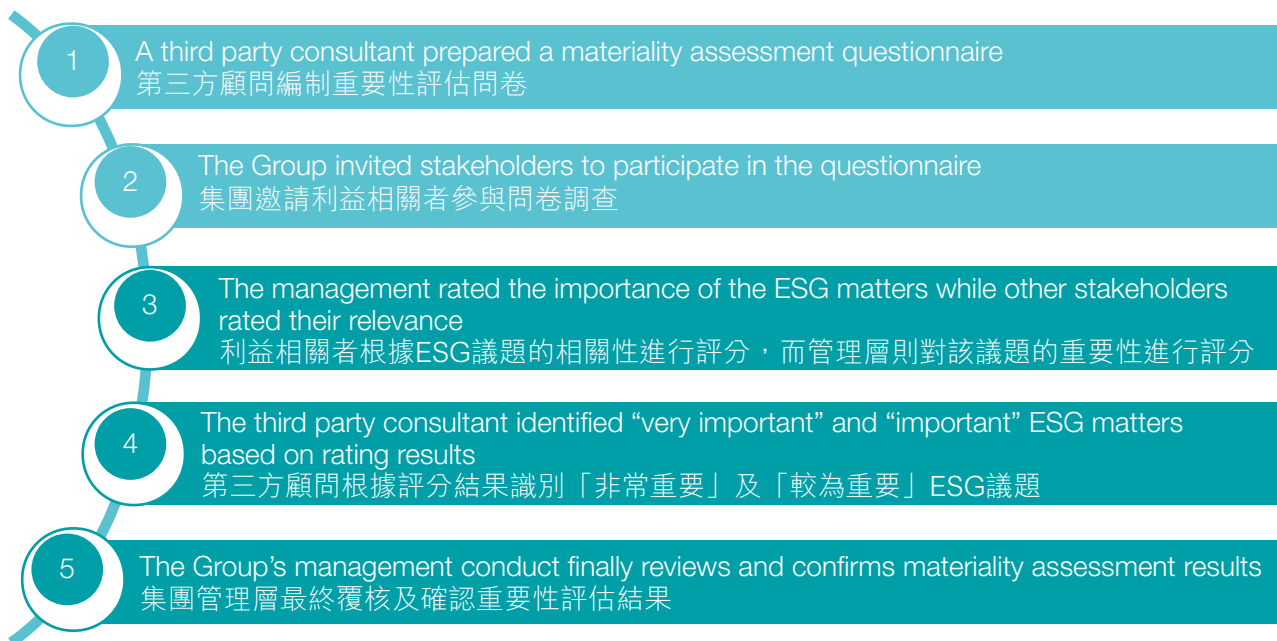 1
A third party consultant prepared a materiality assessment questionnaire
第三方顧問編制重要性評估問卷
2
The Group invited stakeholders to participate in the questionnaire
集團邀請利益相關者參與問卷調查
3
The management rated the importance of the ESG matters while other stakeholders
rated their relevance
利益相關者根據ESG議題的相關性進行評分，而管理層則對該議題的重要性進行評分
4
The third party consultant identified “very important” and “important” ESG matters
based on rating results
第三方顧問根據評分結果識別「非常重要」及「較為重要」ESG議題
5
The Group’s management conduct finally reviews and confirms materiality assessment results
集團管理層最終覆核及確認重要性評估結果